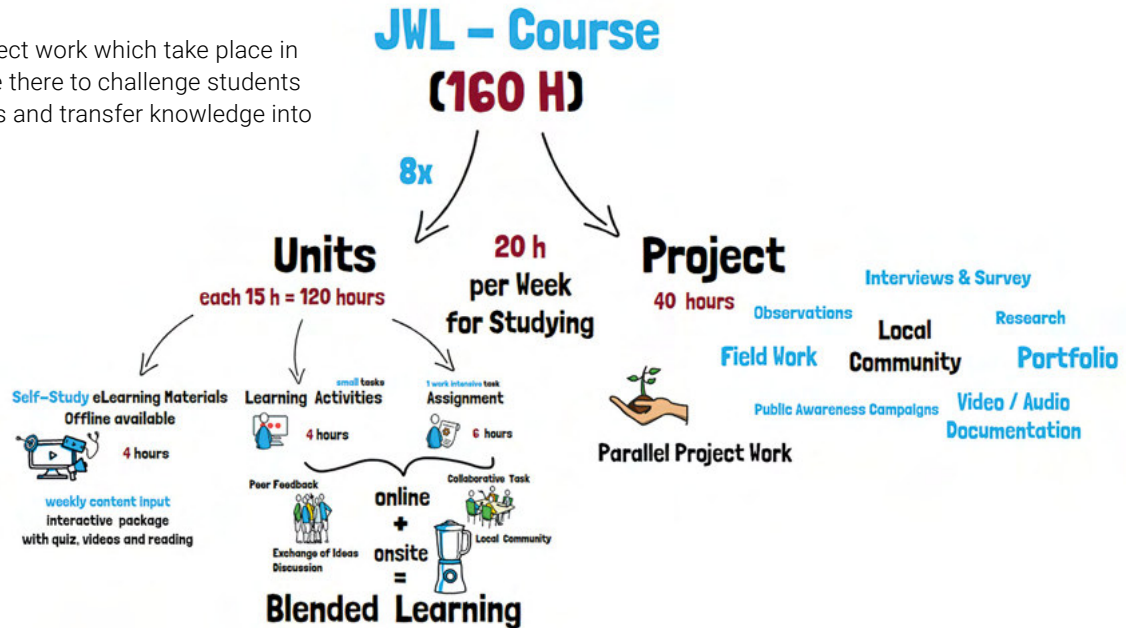 ect work which take place in
e there to challenge students
s and transfer knowledge into
JWL – Course
(160 H)
8x
Units
each 15 h = 120 hours
20 h
per Week
for Studying
Project
40 hours
Interviews & Survey
Observations
Research
Local
Community
Field Work
Portfolio
Public Awareness Campaigns
Video / Audio
Documentation
Parallel Project Work
Self-Study eLearning Materials
Offline available
4 hours
weekly content input
interactive package
with quiz, videos and reading
small tasks
Learning Activities
4 hours
1 work intensive task
Assignment
6 hours
Peer Feedback
Exchange of Ideas
Discussion
online
+
onsite
=
Collaborative Task
Local Community
Blended Learning